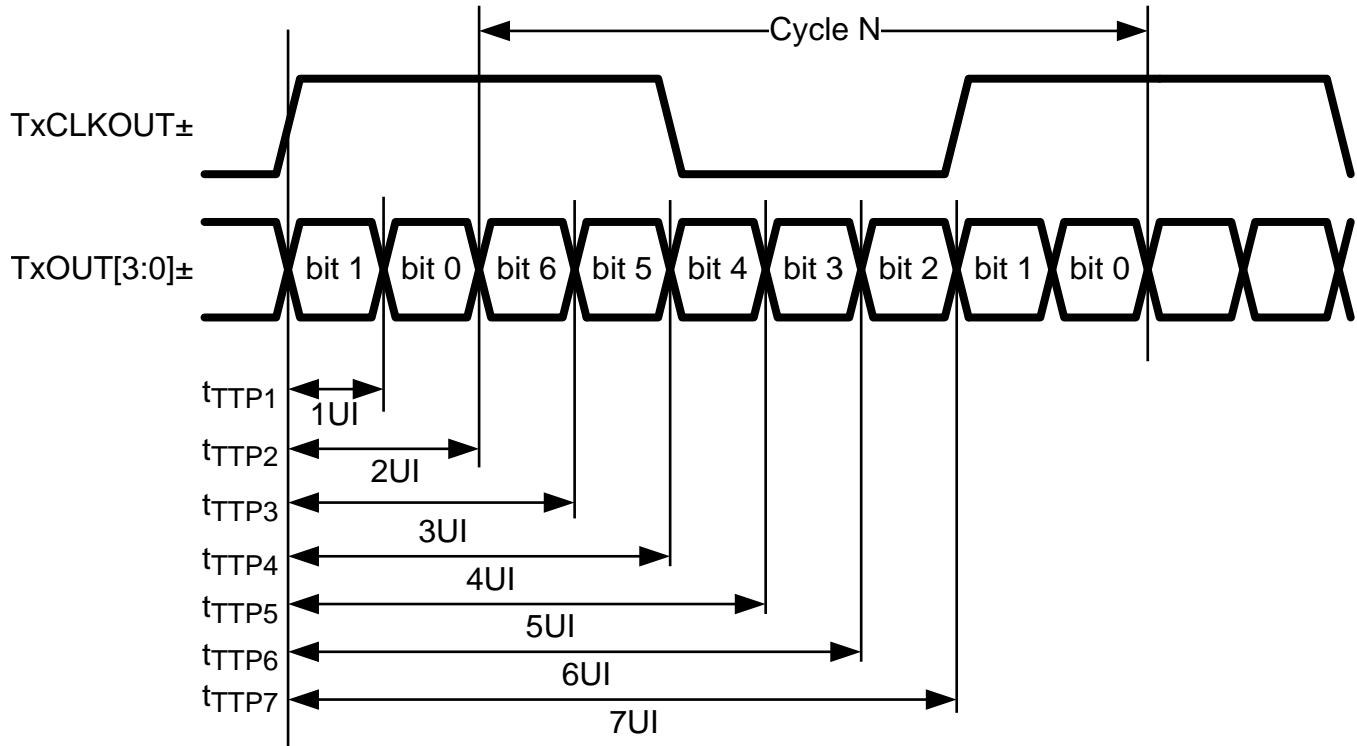 Cycle N
TxCLKOUT±
TxOUT[3:0]± bit 1 bit 0 bit 6 bit 5 bit 4 bit 3 bit 2 bit 1 bit 0
tTTP1 1UI
tTTP2 2UI
tTTP3 3UI
tTTP4 4UI
tTTP5 5UI
tTTP6 6UI
tTTP7 7UI